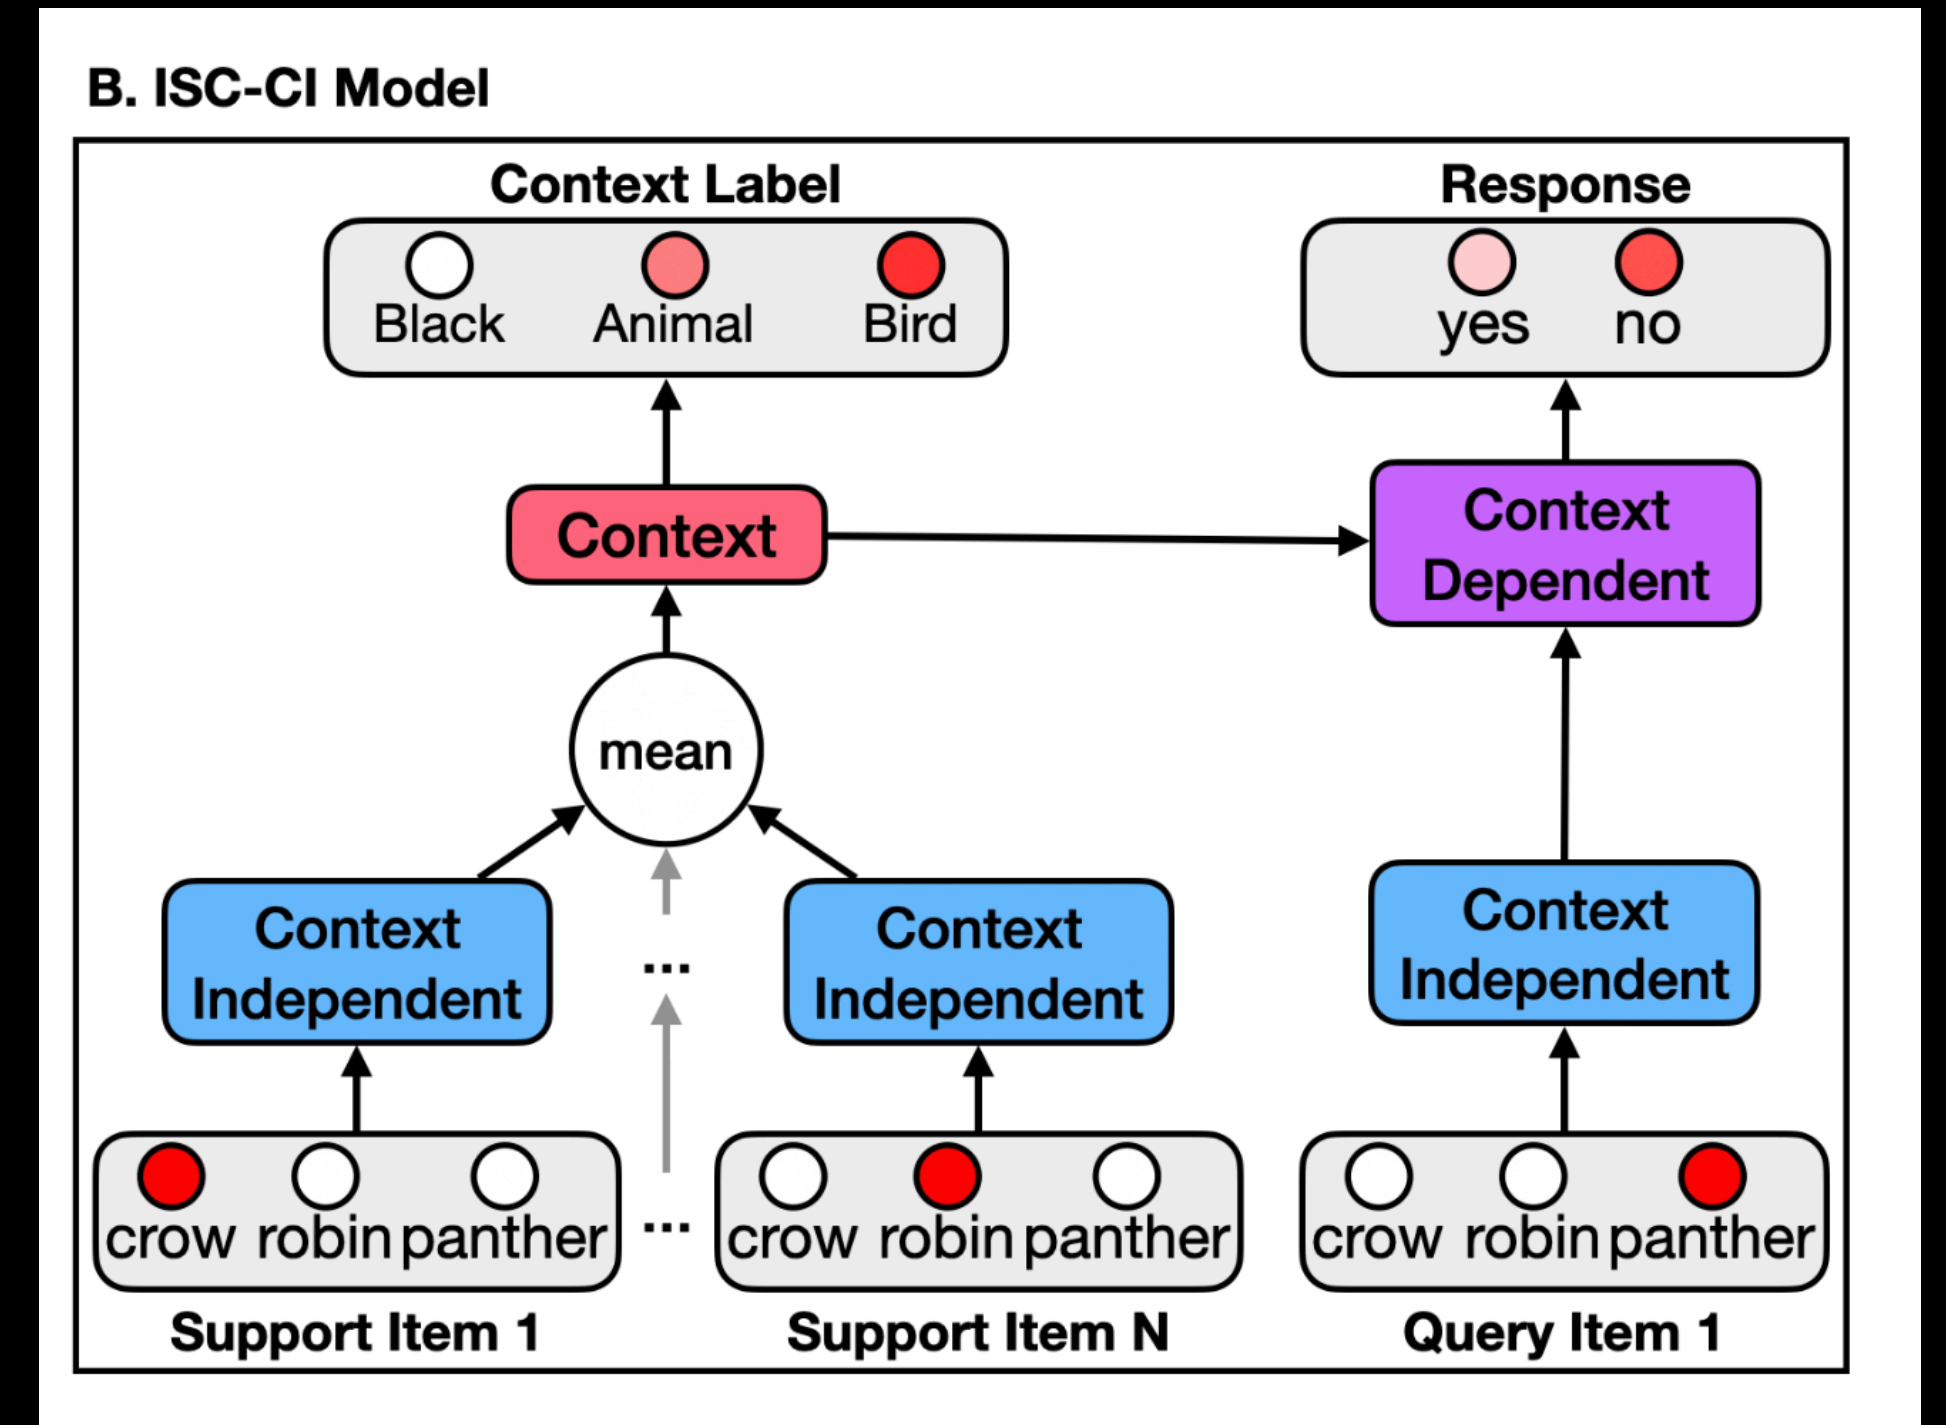 B. ISC-CI Model
Context Label
Response
Black Animal Bird
yes no
Context
Context
Dependent
mean
Context
Independent
...
Context
Independent
Context
Independent
crow robin panther
...
crow robin panther
crow robin panther
Support Item 1
Support Item N
Query Item 1